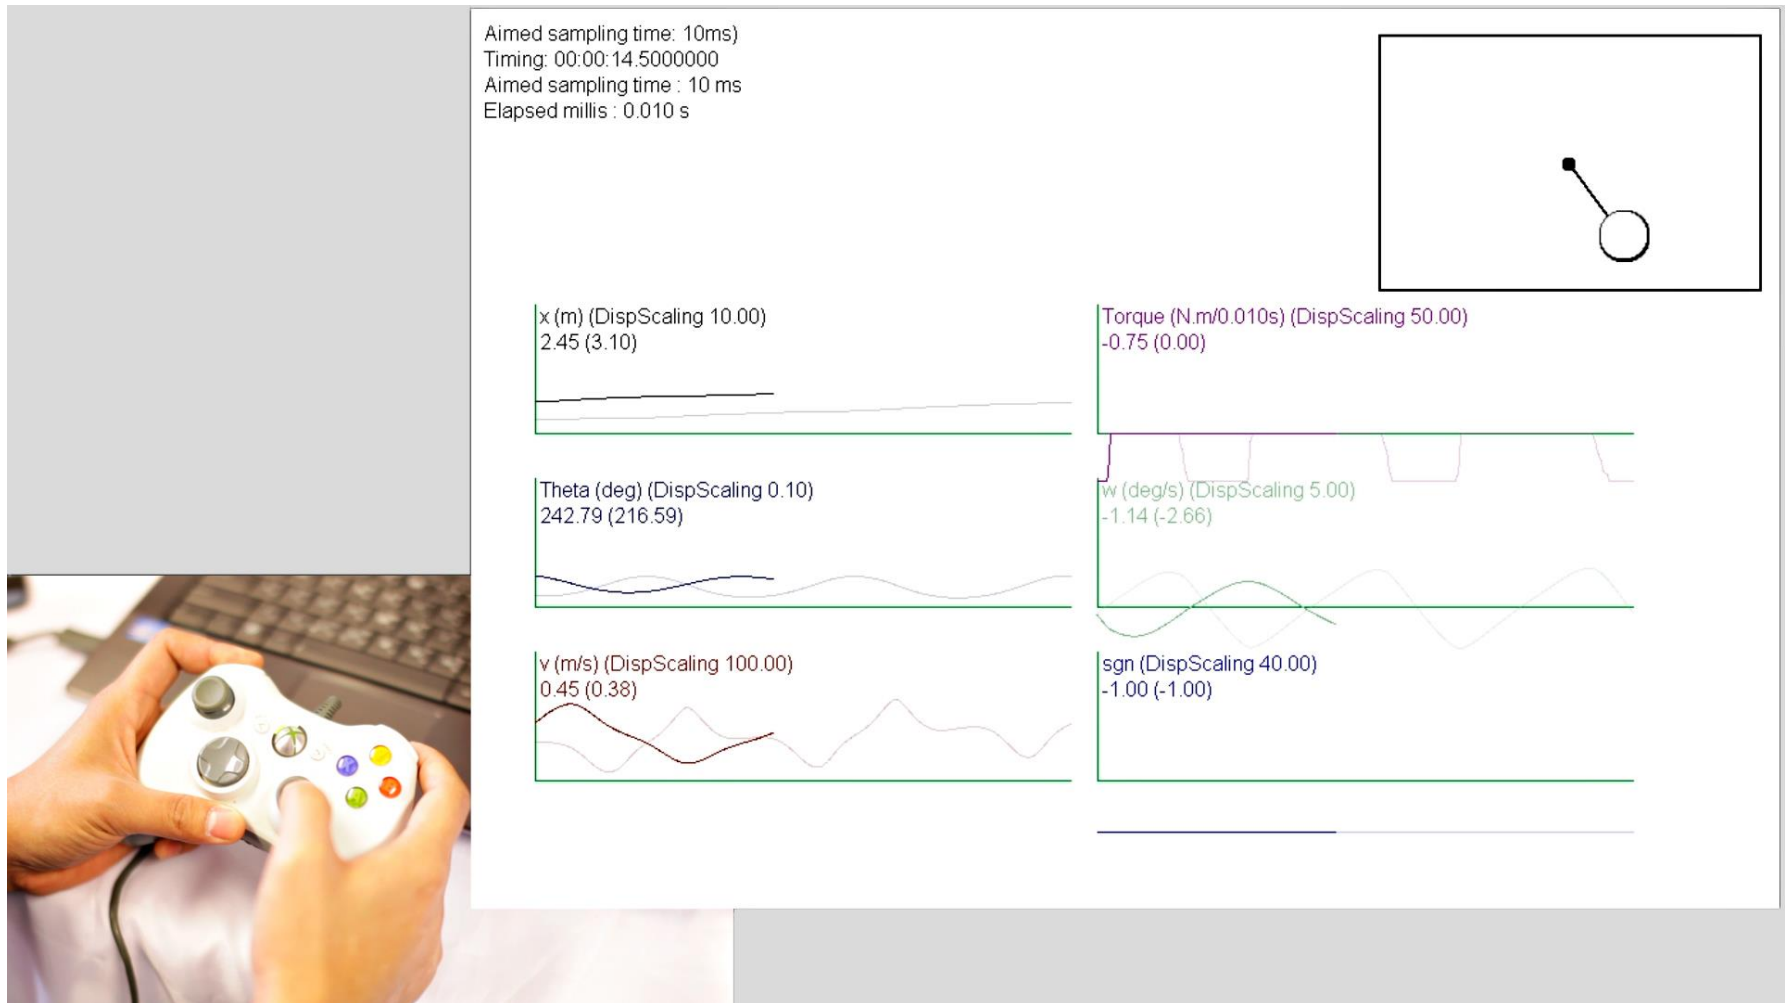 Aimed sampling time: 10ms)
Timing: 00:00:14.5000000
Aimed sampling time : 10 ms
Elapsed millis : 0.010 s
x (m) (DispScaling 10.00)
2.45 (3.10)
Torque (N.m/0.010s) (DispScaling 50.00)
-0.75 (0.00)
Theta (deg) (DispScaling 0.10)
242.79 (216.59)
w (deg/s) (DispScaling 5.00)
-1.14 (-2.66)
v (m/s) (DispScaling 100.00)
0.45 (0.38)
sgn (DispScaling 40.00)
-1.00 (-1.00)